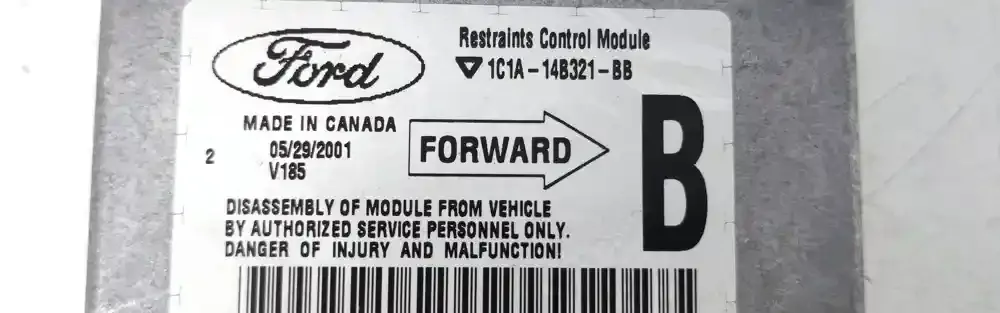 Ford
Restraints Control Module
1C1A-14B321-BB
MADE IN CANADA
05/29/2001
V185
2
FORWARD
B
DISASSEMBLY OF MODULE FROM VEHICLE
BY AUTHORIZED SERVICE PERSONNEL ONLY.
DANGER OF INJURY AND MALFUNCTION!